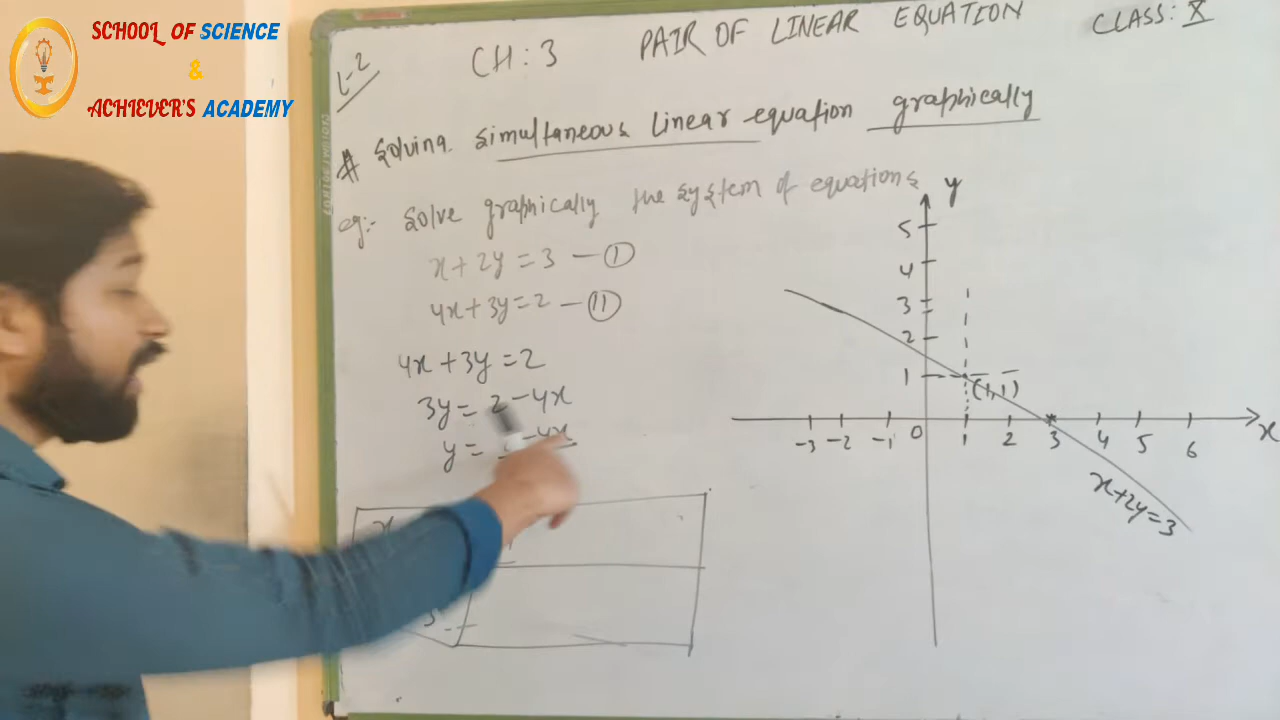 SCHOOL OF SCIENCE
&
ACHIEVER'S ACADEMY
L-2
CH: 3 PAIR OF LINEAR EQUATION CLASS: X
# Solving simultaneous linear equation graphically
eg:- Solve graphically the system of equations
x + 2y = 3 — (I)
4x + 3y = 2 — (II)
4x + 3y = 2
3y = 2 - 4x
y = - 4x
x
y
5
4
3
2
1
(1,1)
-3 -2 -1 0 1 2 3 4 5 6 x
x+2y=3